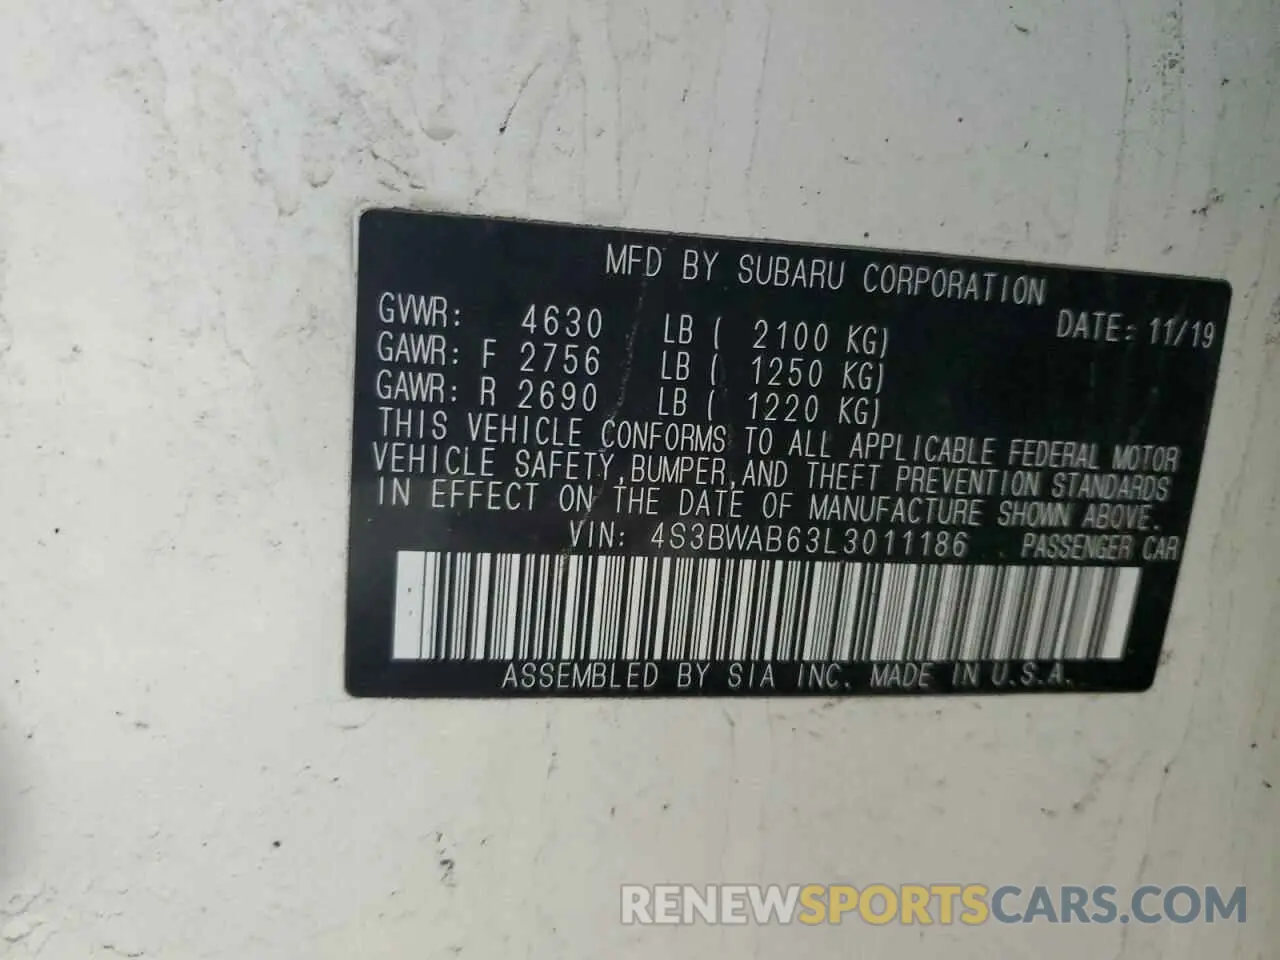 MFD BY SUBARU CORPORATION
GVWR: 4630 LB ( 2100 KG) DATE: 11/19
GAWR: F 2756 LB ( 1250 KG)
GAWR: R 2690 LB ( 1220 KG)
THIS VEHICLE CONFORMS TO ALL APPLICABLE FEDERAL MOTOR
VEHICLE SAFETY, BUMPER, AND THEFT PREVENTION STANDARDS
IN EFFECT ON THE DATE OF MANUFACTURE SHOWN ABOVE.
VIN: 4S3BWAB63L3011186 PASSENGER CAR
ASSEMBLED BY SIA INC. MADE IN U.S.A.
RENEWSPORTSCARS.COM